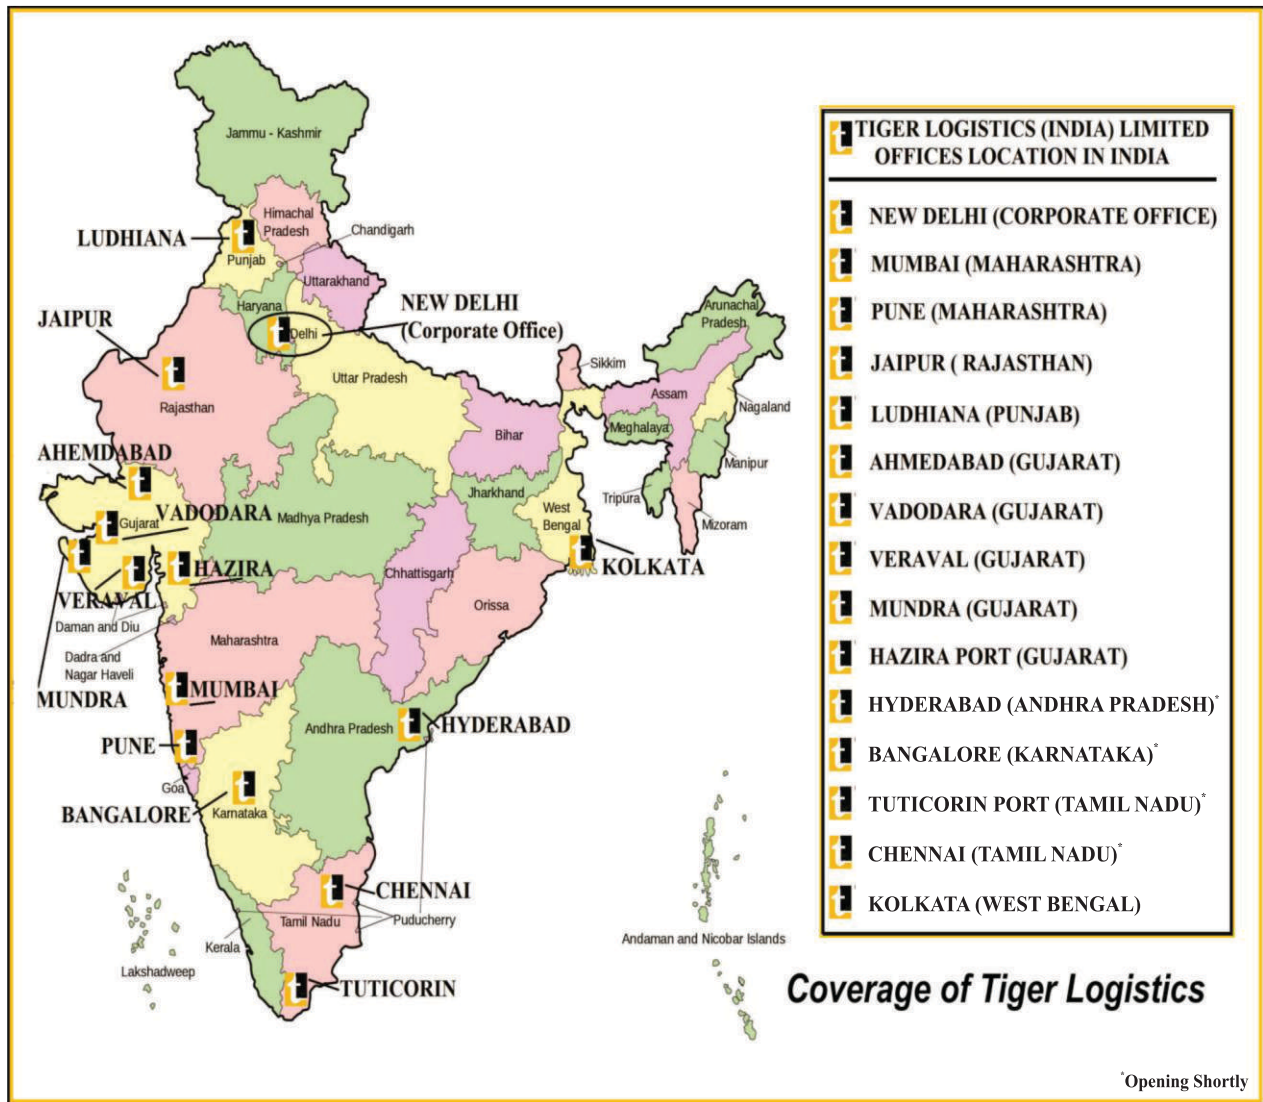 Jammu - Kashmir
Himachal
Pradesh
Chandigarh
LUDHIANA
Punjab
Uttarakhand
Haryana
NEW DELHI
(Corporate Office)
Delhi
JAIPUR
Arunachal
Pradesh
Sikkim
Uttar Pradesh
Rajasthan
Assam
Nagaland
Meghalaya
Bihar
Manipur
AHEMDABAD
Jharkhand
Tripura
Gujarat
VADODARA
Madhya Pradesh
West
Bengal
Mizoram
HAZIRA
Chhattisgarh
KOLKATA
VERAVAL
Orissa
Daman and Diu
Maharashtra
Dadra and
Nagar Haveli
MUNDRA
MUMBAI
PUNE
Andhra Pradesh
HYDERABAD
Goa
BANGALORE
Karnataka
CHENNAI
Tamil Nadu
Puducherry
Kerala
Lakshadweep
TUTICORIN
Andaman and Nicobar Islands
t TIGER LOGISTICS (INDIA) LIMITED
OFFICES LOCATION IN INDIA
t NEW DELHI (CORPORATE OFFICE)
t MUMBAI (MAHARASHTRA)
t PUNE (MAHARASHTRA)
t JAIPUR ( RAJASTHAN)
t LUDHIANA (PUNJAB)
t AHMEDABAD (GUJARAT)
t VADODARA (GUJARAT)
t VERAVAL (GUJARAT)
t MUNDRA (GUJARAT)
t HAZIRA PORT (GUJARAT)
t HYDERABAD (ANDHRA PRADESH)*
t BANGALORE (KARNATAKA)*
t TUTICORIN PORT (TAMIL NADU)*
t CHENNAI (TAMIL NADU)*
t KOLKATA (WEST BENGAL)
Coverage of Tiger Logistics
*Opening Shortly